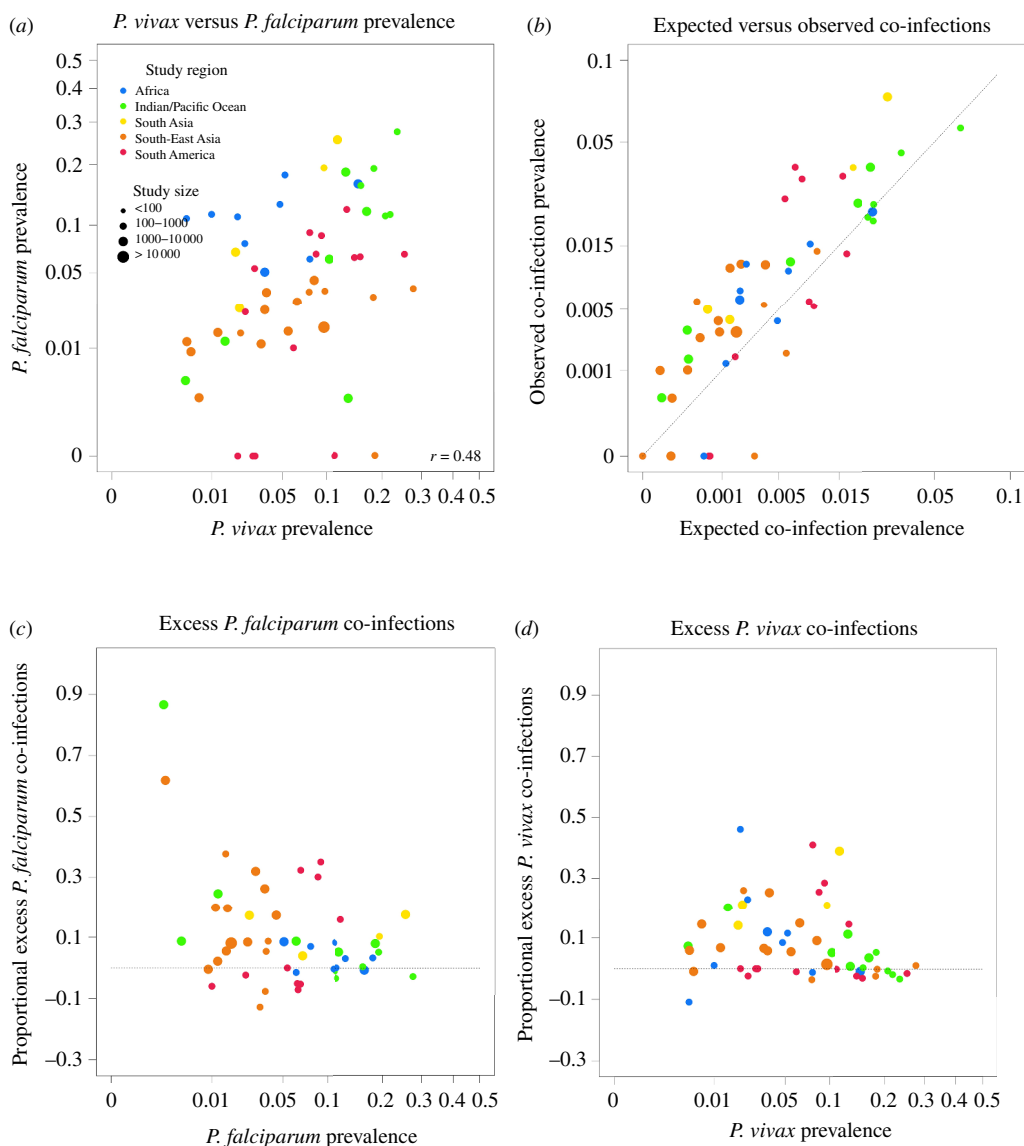 (a)
P. vivax versus P. falciparum prevalence
0.5
0.4
0.3
0.2
0.1
0.05
0.01
0
P. falciparum prevalence
Study region
Africa
Indian/Pacific Ocean
South Asia
South-East Asia
South America
Study size
<100
100–1000
1000–10 000
> 10 000
r = 0.48
0 0.01 0.05 0.1 0.2 0.3 0.4 0.5
P. vivax prevalence
(b)
Expected versus observed co-infections
0.1
0.05
0.015
0.005
0.001
0
Observed co-infection prevalence
0 0.001 0.005 0.015 0.05 0.1
Expected co-infection prevalence
(c)
Excess P. falciparum co-infections
0.9
0.7
0.5
0.3
0.1
–0.1
–0.3
Proportional excess P. falciparum co-infections
0 0.01 0.05 0.1 0.2 0.3 0.4 0.5
P. falciparum prevalence
(d)
Excess P. vivax co-infections
0.9
0.7
0.5
0.3
0.1
–0.1
–0.3
Proportional excess P. vivax co-infections
0 0.01 0.05 0.1 0.2 0.3 0.4 0.5
P. vivax prevalence